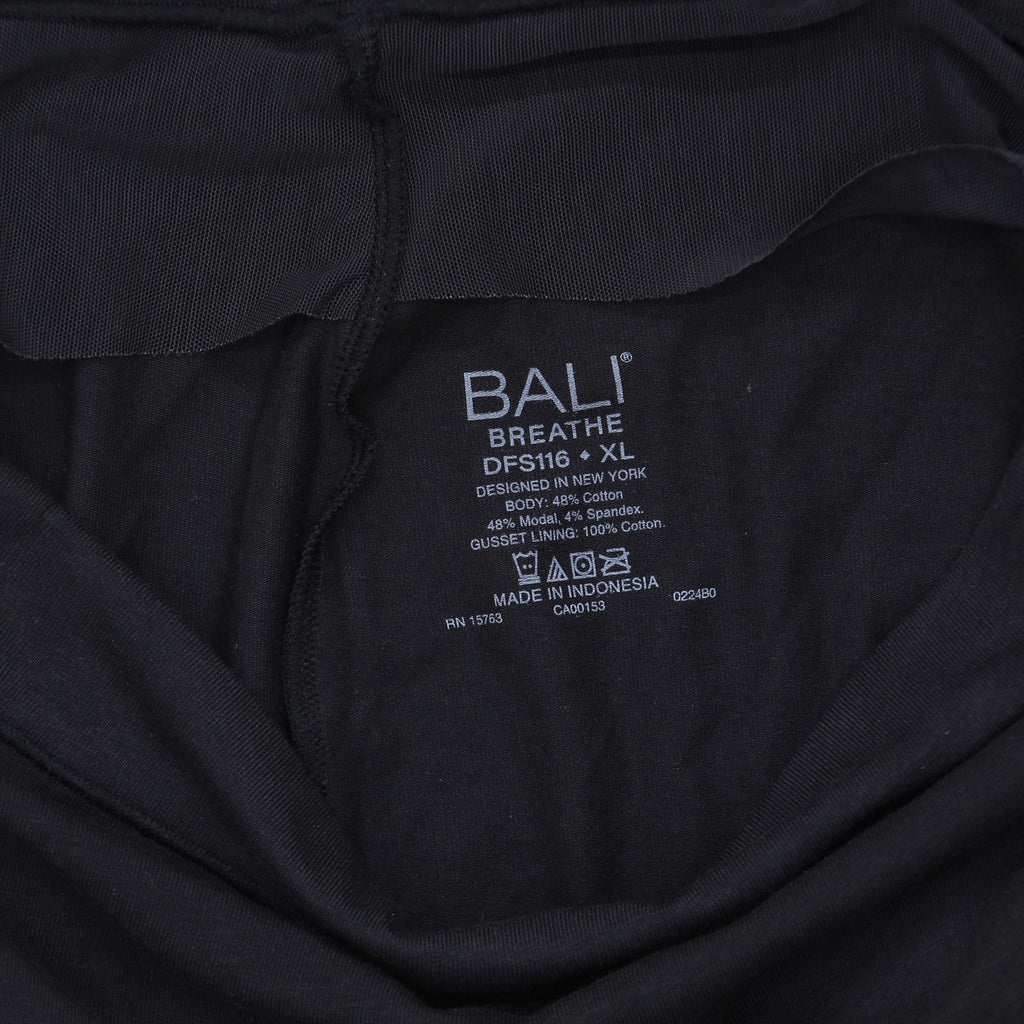 BALI®
BREATHE
DFS116 ◆ XL
DESIGNED IN NEW YORK
BODY: 48% Cotton
48% Modal, 4% Spandex.
GUSSET LINING: 100% Cotton.
MADE IN INDONESIA
RN 15763 CA00153 0224B0